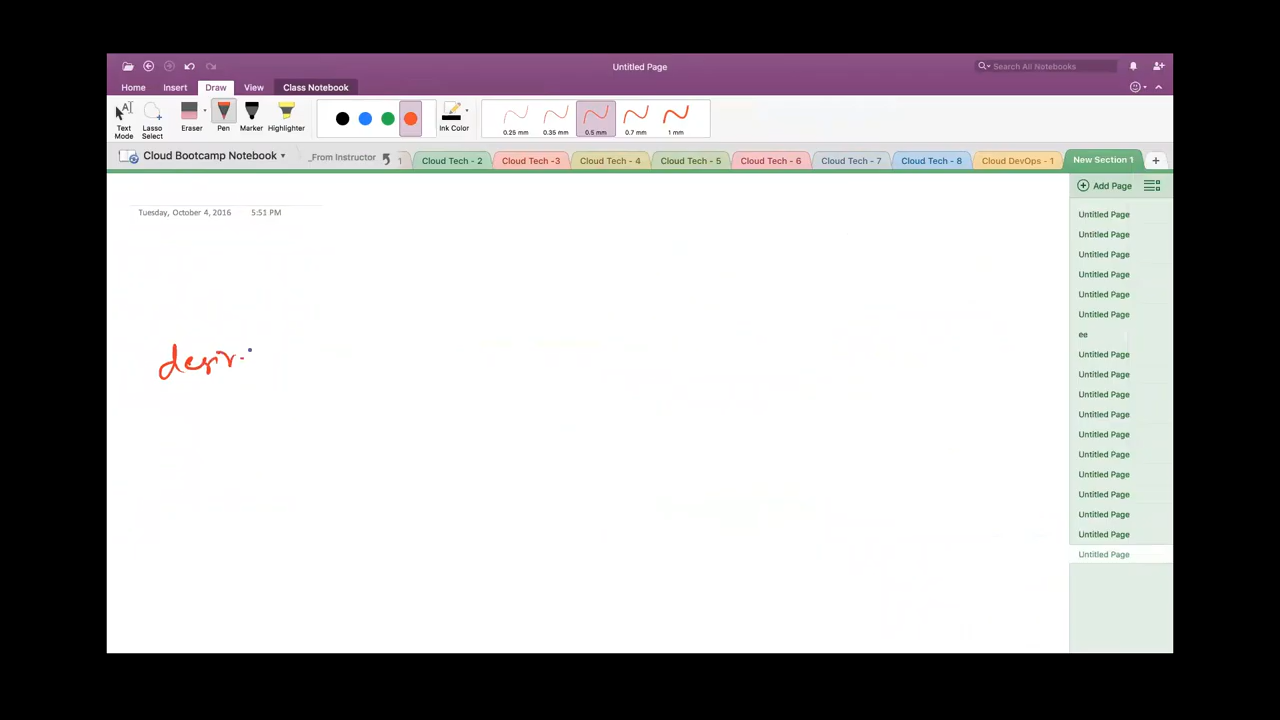 Untitled Page
Search All Notebooks
Home Insert Draw View Class Notebook
Text Mode
Lasso Select
Eraser
Pen
Marker
Highlighter
Ink Color
0.25 mm
0.35 mm
0.5 mm
0.7 mm
1 mm
Cloud Bootcamp Notebook
_From Instructor
1
Cloud Tech - 2
Cloud Tech -3
Cloud Tech - 4
Cloud Tech - 5
Cloud Tech - 6
Cloud Tech - 7
Cloud Tech - 8
Cloud DevOps - 1
New Section 1
+ Add Page
Tuesday, October 4, 2016 5:51 PM
desir
Untitled Page
Untitled Page
Untitled Page
Untitled Page
Untitled Page
Untitled Page
ee
Untitled Page
Untitled Page
Untitled Page
Untitled Page
Untitled Page
Untitled Page
Untitled Page
Untitled Page
Untitled Page
Untitled Page
Untitled Page